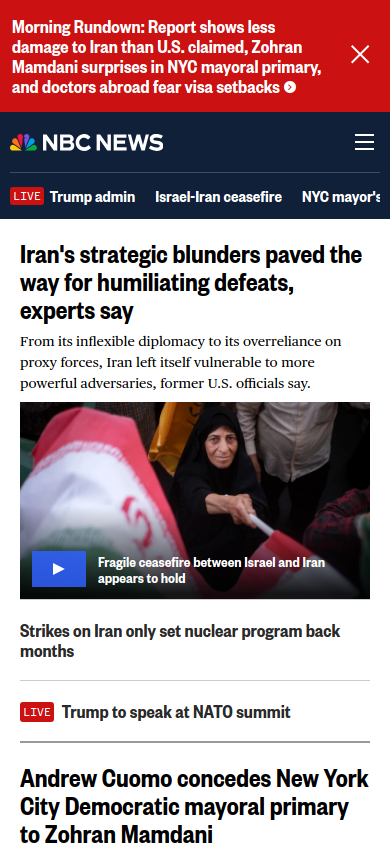 Morning Rundown: Report shows less
damage to Iran than U.S. claimed, Zohran
Mamdani surprises in NYC mayoral primary,
and doctors abroad fear visa setbacks
NBC NEWS
LIVE Trump admin Israel-Iran ceasefire NYC mayor's
Iran's strategic blunders paved the
way for humiliating defeats,
experts say
From its inflexible diplomacy to its overreliance on
proxy forces, Iran left itself vulnerable to more
powerful adversaries, former U.S. officials say.
Fragile ceasefire between Israel and Iran
appears to hold
Strikes on Iran only set nuclear program back
months
LIVE Trump to speak at NATO summit
Andrew Cuomo concedes New York
City Democratic mayoral primary
to Zohran Mamdani